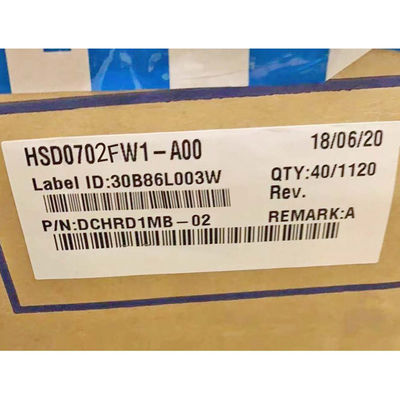 HSD0702FW1-A00 18/06/20
Label ID:30B86L003W QTY:40/1120
Rev.
P/N:DCHRD1MB-02 REMARK:A